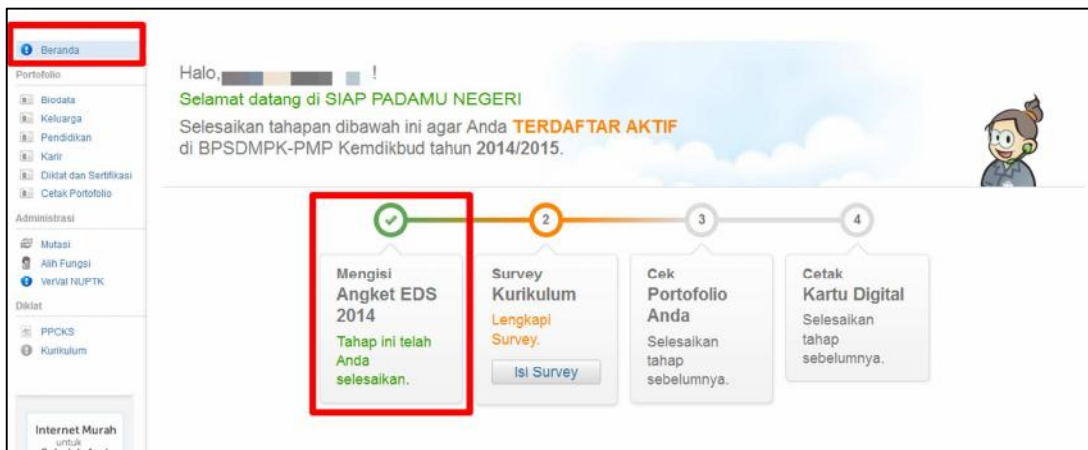 Beranda
Portofolio
Biodata
Keluarga
Pendidikan
Karir
Diklat dan Sertifikasi
Cetak Portofolio
Administrasi
Mutasi
Alih Fungsi
VerVal NUPTK
Diklat
PPCKS
Kurikulum
Internet Murah
untuk
Halo, !
Selamat datang di SIAP PADAMU NEGERI
Selesaikan tahapan dibawah ini agar Anda TERDAFTAR AKTIF
di BPSDMPK-PMP Kemdikbud tahun 2014/2015.
Mengisi
Angket EDS
2014
Tahap ini telah
Anda
selesaikan.
2
Survey
Kurikulum
Lengkapi
Survey.
Isi Survey
3
Cek
Portofolio
Anda
Selesaikan
tahap
sebelumnya.
4
Cetak
Kartu Digital
Selesaikan
tahap
sebelumnya.